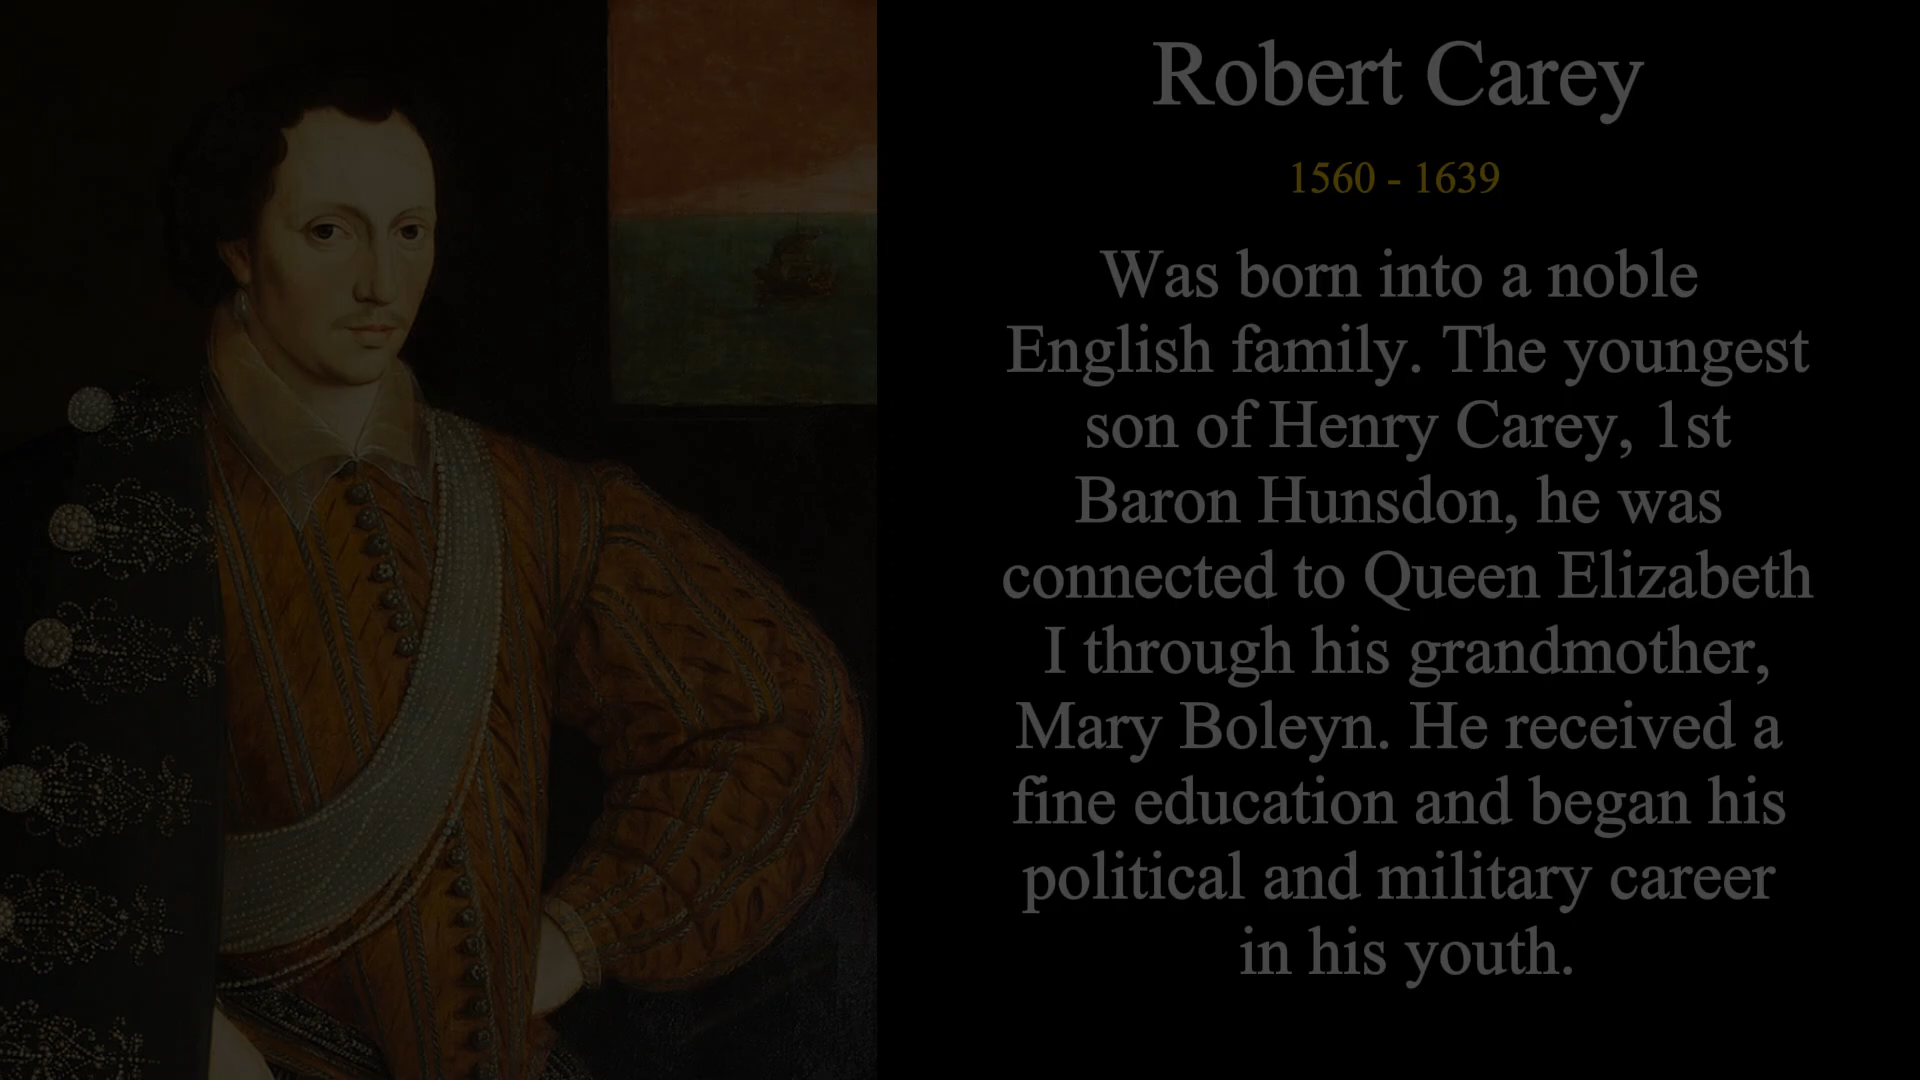 Robert Carey
1560 - 1639
Was born into a noble
English family. The youngest
son of Henry Carey, 1st
Baron Hunsdon, he was
connected to Queen Elizabeth
I through his grandmother,
Mary Boleyn. He received a
fine education and began his
political and military career
in his youth.